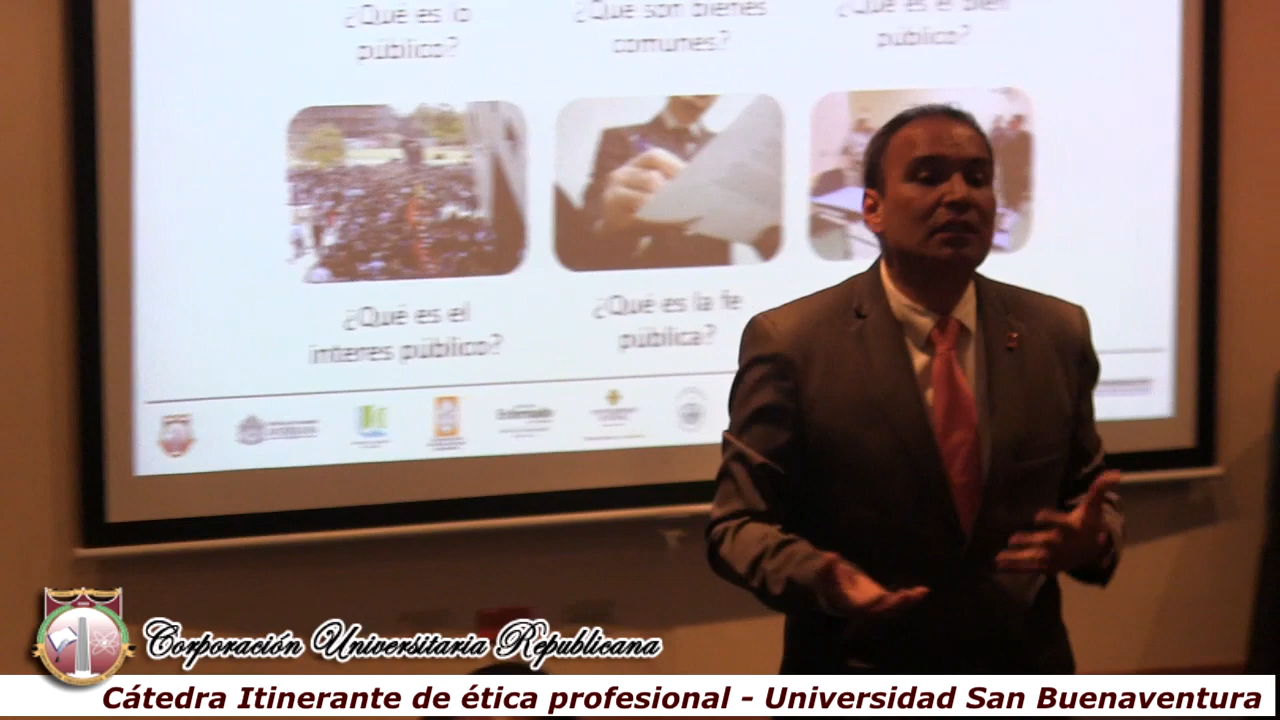 ¿Qué es lo
público?
¿Qué son bienes
comunes?
¿Qué es el bien
público?
¿Qué es el
interes público?
¿Qué es la fe
pública?
Corporación Universitaria Republicana
Cátedra Itinerante de ética profesional - Universidad San Buenaventura